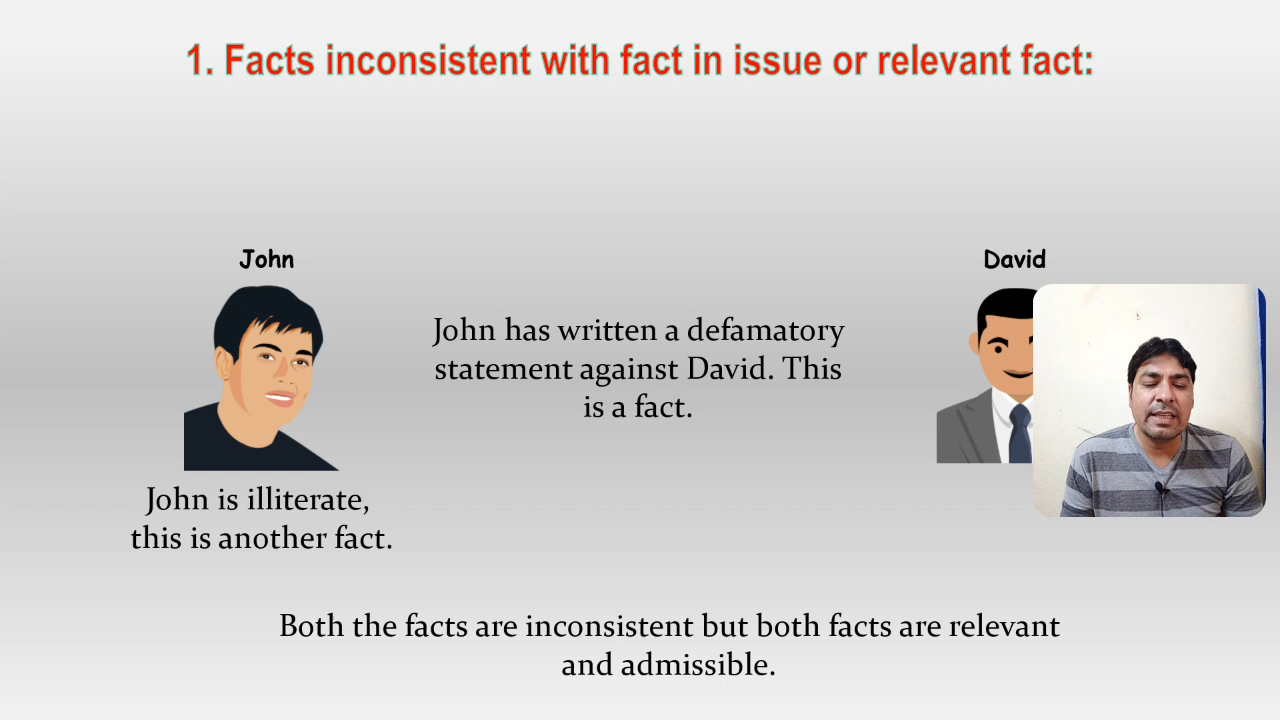 1. Facts inconsistent with fact in issue or relevant fact:
John
David
John has written a defamatory
statement against David. This
is a fact.
John is illiterate,
this is another fact.
Both the facts are inconsistent but both facts are relevant
and admissible.